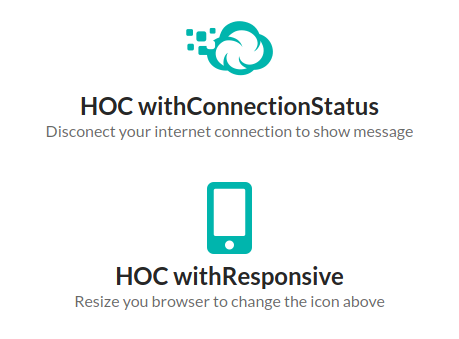 HOC withConnectionStatus
Disconect your internet connection to show message
HOC withResponsive
Resize you browser to change the icon above